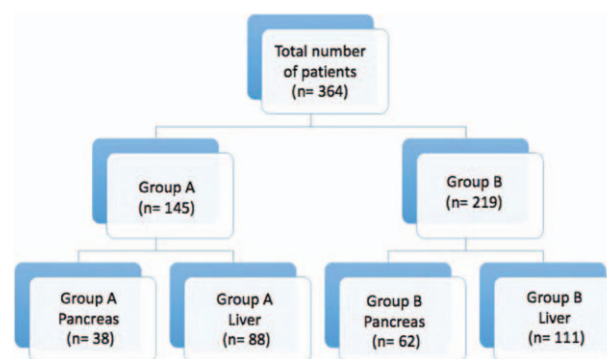 Total number
of patients
(n= 364)
Group A
(n= 145)
Group B
(n= 219)
Group A
Pancreas
(n= 38)
Group A
Liver
(n= 88)
Group B
Pancreas
(n= 62)
Group B
Liver
(n= 111)